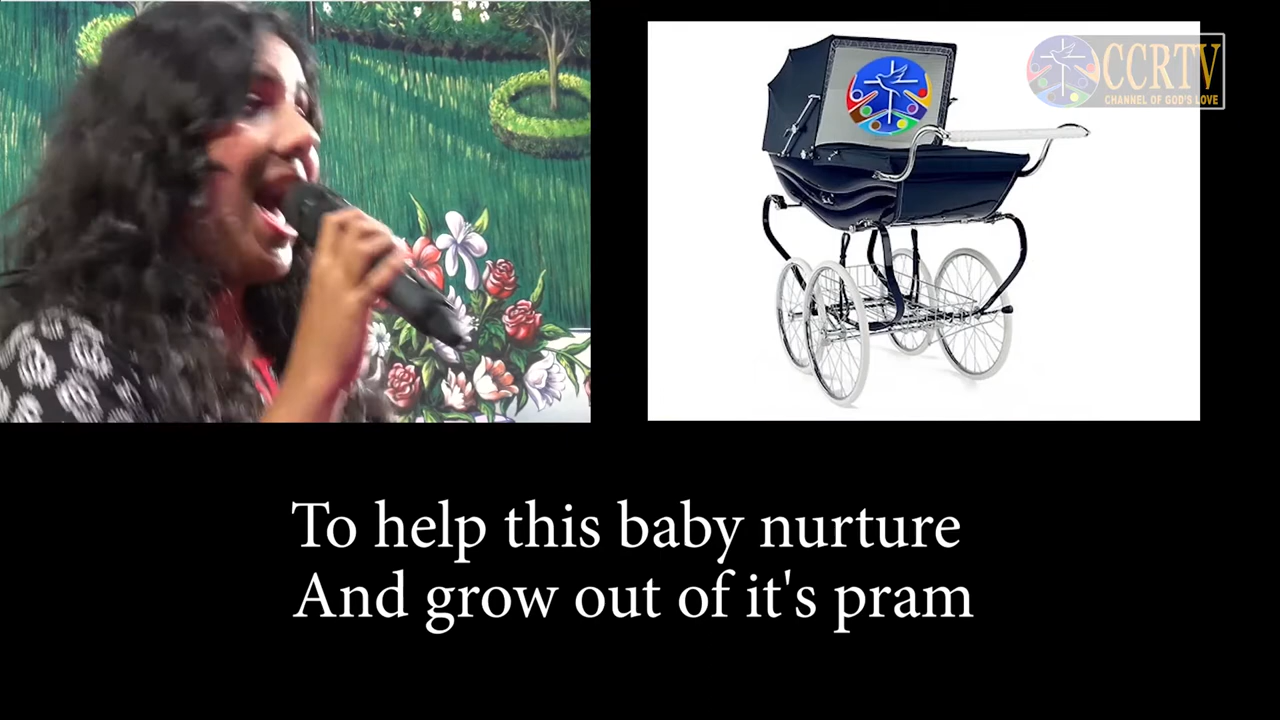 CCRTV
CHANNEL OF GOD'S LOVE
To help this baby nurture
And grow out of it's pram